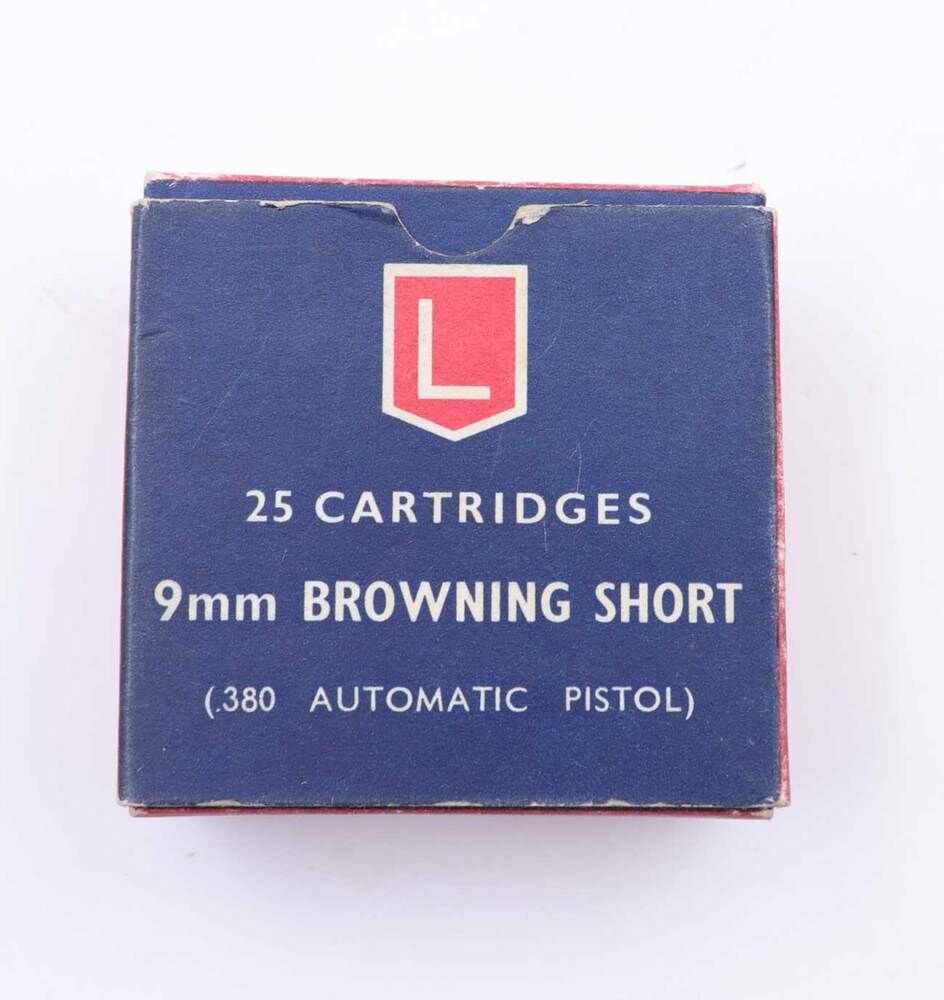 L
25 CARTRIDGES
9mm BROWNING SHORT
(.380 AUTOMATIC PISTOL)